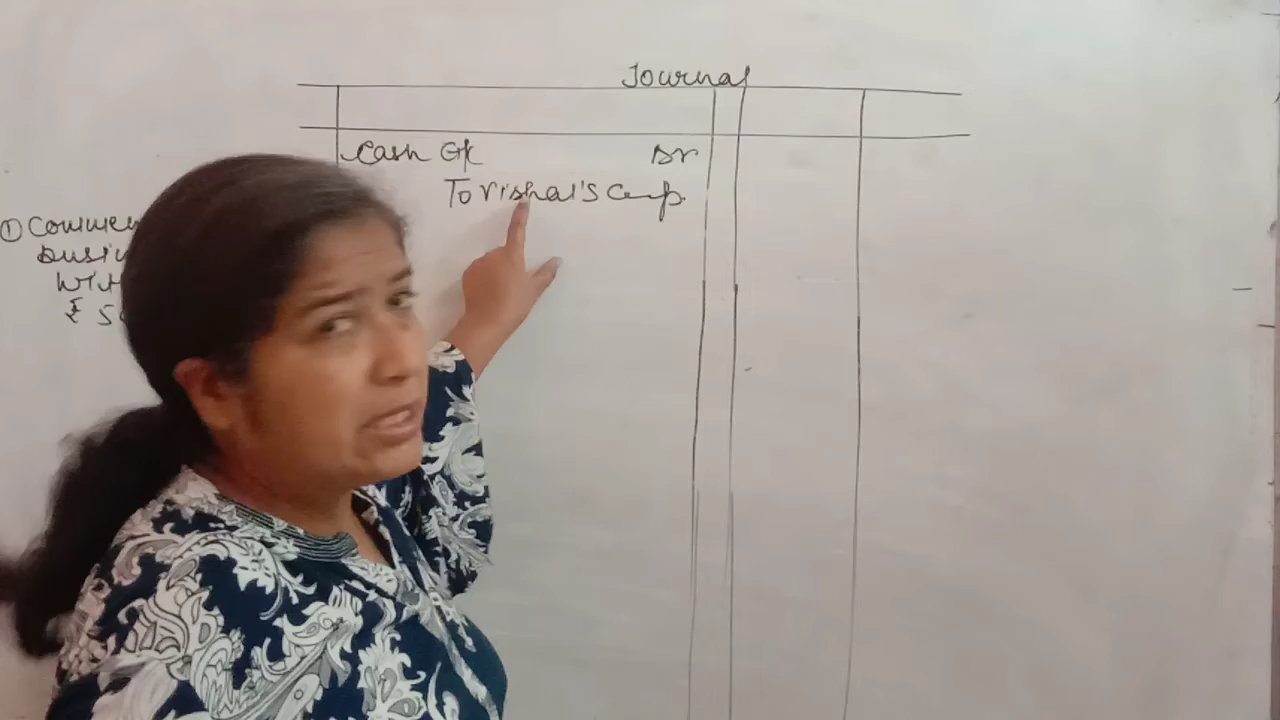 Journal
Cash a/c Dr
To Vishal's Cap.
① Commen
busin
with
₹ 5